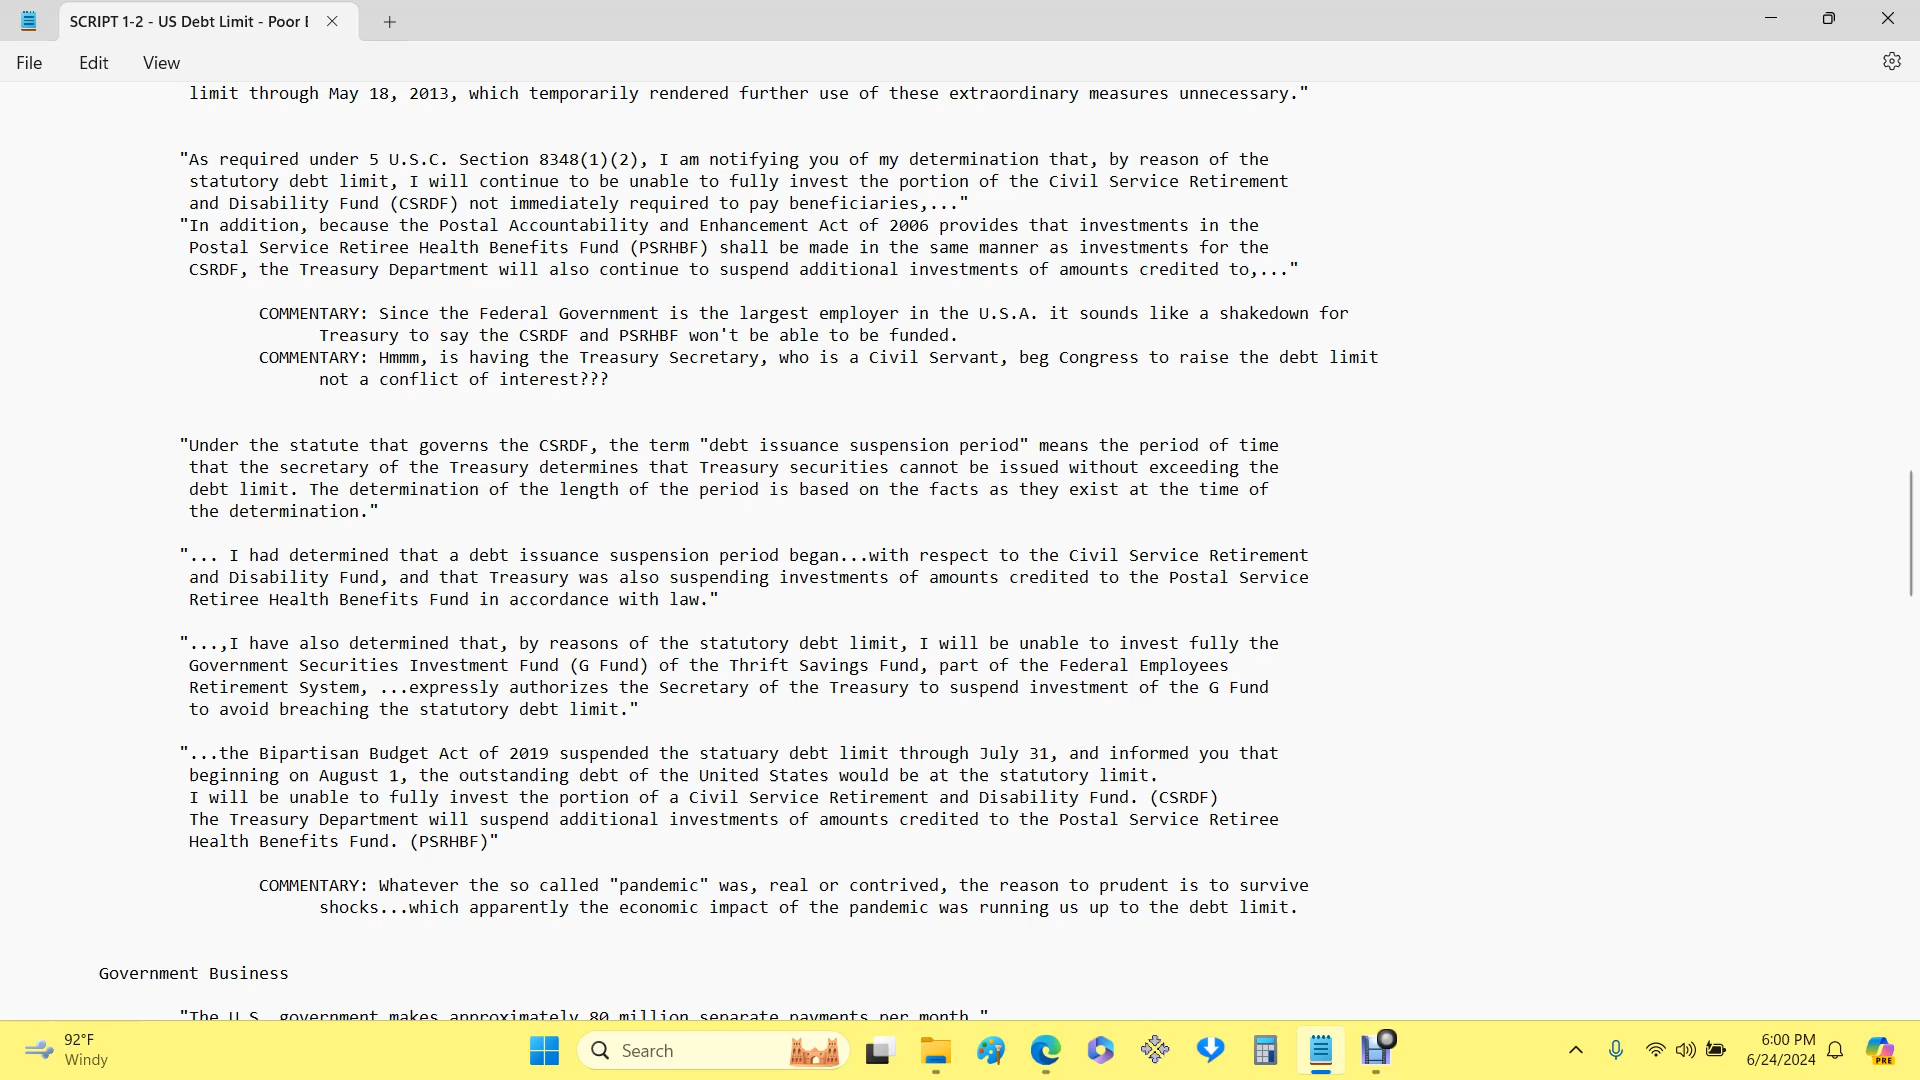 SCRIPT 1-2 - US Debt Limit - Poor
File Edit View
limit through May 18, 2013, which temporarily rendered further use of these extraordinary measures unnecessary."
"As required under 5 U.S.C. Section 8348(1)(2), I am notifying you of my determination that, by reason of the
statutory debt limit, I will continue to be unable to fully invest the portion of the Civil Service Retirement
and Disability Fund (CSRDF) not immediately required to pay beneficiaries,..."
"In addition, because the Postal Accountability and Enhancement Act of 2006 provides that investments in the
Postal Service Retiree Health Benefits Fund (PSRHBF) shall be made in the same manner as investments for the
CSRDF, the Treasury Department will also continue to suspend additional investments of amounts credited to,..."
COMMENTARY: Since the Federal Government is the largest employer in the U.S.A. it sounds like a shakedown for
Treasury to say the CSRDF and PSRHBF won't be able to be funded.
COMMENTARY: Hmmm, is having the Treasury Secretary, who is a Civil Servant, beg Congress to raise the debt limit
not a conflict of interest???
"Under the statute that governs the CSRDF, the term "debt issuance suspension period" means the period of time
that the secretary of the Treasury determines that Treasury securities cannot be issued without exceeding the
debt limit. The determination of the length of the period is based on the facts as they exist at the time of
the determination."
"... I had determined that a debt issuance suspension period began...with respect to the Civil Service Retirement
and Disability Fund, and that Treasury was also suspending investments of amounts credited to the Postal Service
Retiree Health Benefits Fund in accordance with law."
"...,I have also determined that, by reasons of the statutory debt limit, I will be unable to invest fully the
Government Securities Investment Fund (G Fund) of the Thrift Savings Fund, part of the Federal Employees
Retirement System, ...expressly authorizes the Secretary of the Treasury to suspend investment of the G Fund
to avoid breaching the statutory debt limit."
"...the Bipartisan Budget Act of 2019 suspended the statuary debt limit through July 31, and informed you that
beginning on August 1, the outstanding debt of the United States would be at the statutory limit.
I will be unable to fully invest the portion of a Civil Service Retirement and Disability Fund. (CSRDF)
The Treasury Department will suspend additional investments of amounts credited to the Postal Service Retiree
Health Benefits Fund. (PSRHBF)"
COMMENTARY: Whatever the so called "pandemic" was, real or contrived, the reason to prudent is to survive
shocks...which apparently the economic impact of the pandemic was running us up to the debt limit.
Government Business
"The U.S. government makes approximately 80 million separate payments per month."
92°F
Windy
Search
6:00 PM
6/24/2024
PRE